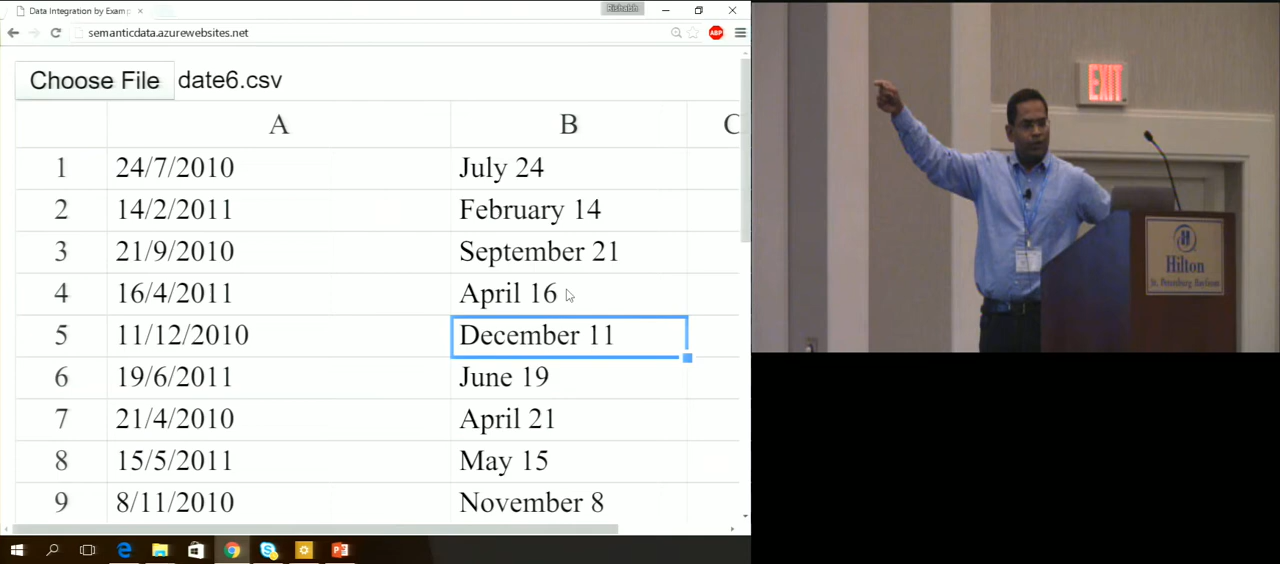 Data Integration by Exam
Rishabh
semanticdata.azurewebsites.net
ABP
Choose File date6.csv
A B C
1 24/7/2010 July 24
2 14/2/2011 February 14
3 21/9/2010 September 21
4 16/4/2011 April 16
5 11/12/2010 December 11
6 19/6/2011 June 19
7 21/4/2010 April 21
8 15/5/2011 May 15
9 8/11/2010 November 8
EXIT
Hilton
St. Petersburg Bayfront